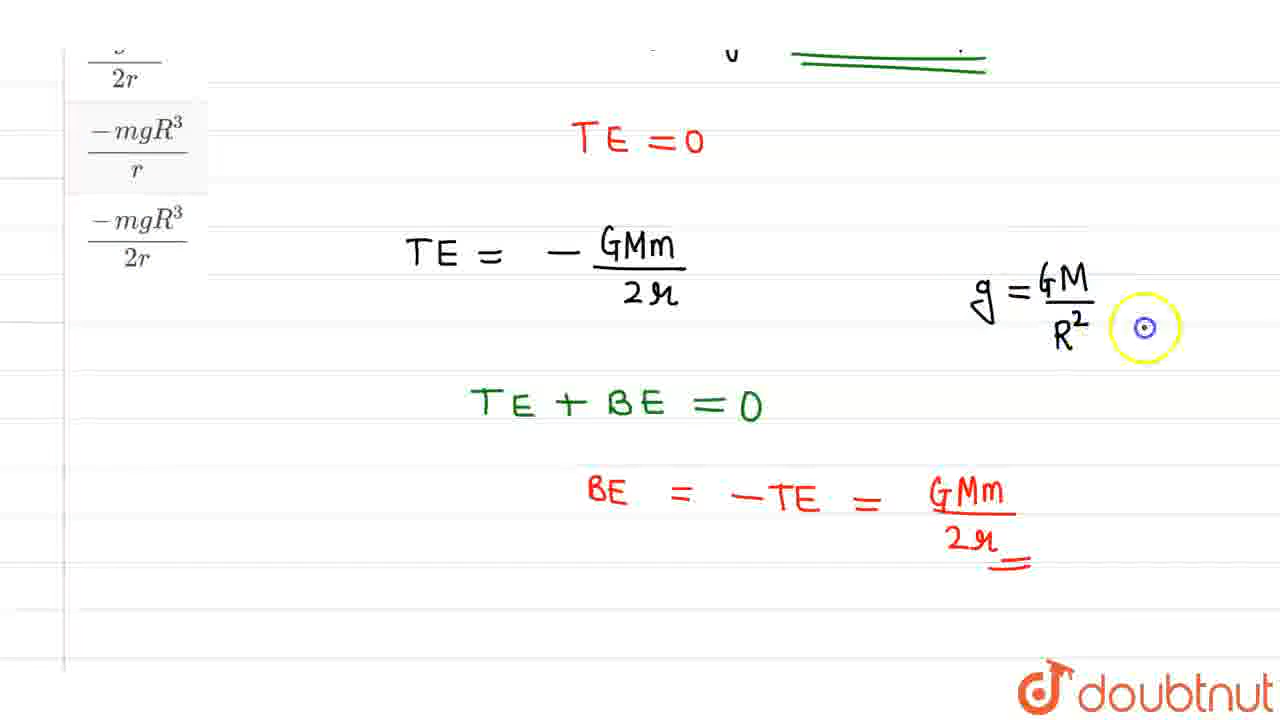 2r
TE = 0
-mgR³
r
-mgR³
2r
TE = - GMm
2r
g = GM
R²
TE + BE = 0
BE = - TE = GMm
2r
doubtnut